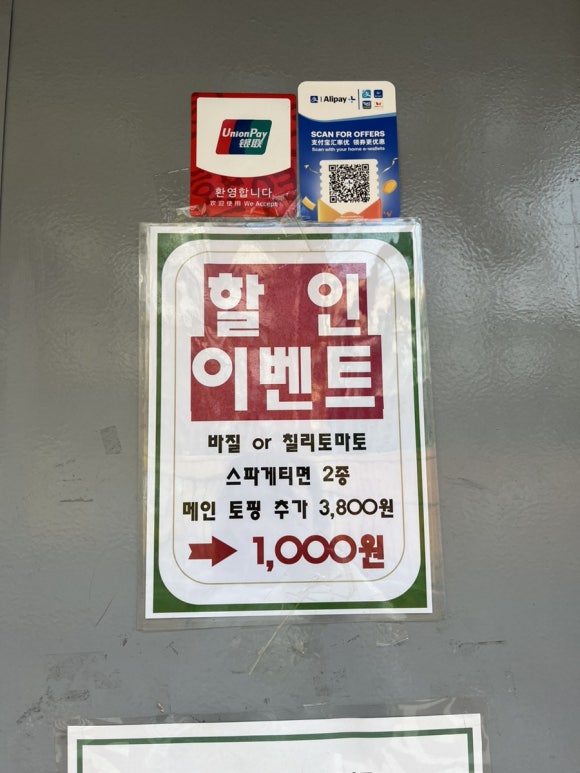 UnionPay
银联
환영합니다.
欢迎使用 We Accept
Alipay+
SCAN FOR OFFERS
支付宝汇率优 领券更优惠
Scan with your home e-wallets
할 인
이벤트
바질 or 칠리토마토
스파게티면 2종
메인 토핑 추가 3,800원
→ 1,000원